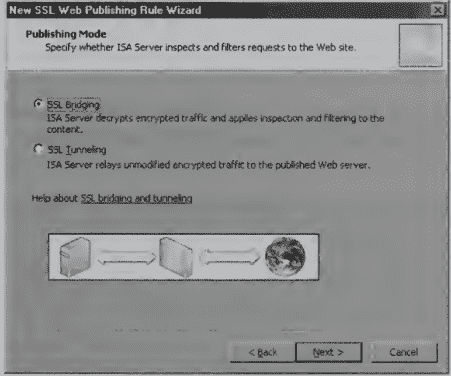 New SSL Web Publishing Rule Wizard
Publishing Mode
Specify whether ISA Server inspects and filters requests to the Web site.
SSL Bridging
ISA Server decrypts encrypted traffic and applies inspection and filtering to the
content.
SSL Tunneling
ISA Server relays unmodified encrypted traffic to the published Web server.
Help about SSL bridging and tunneling
< Back Next > Cancel